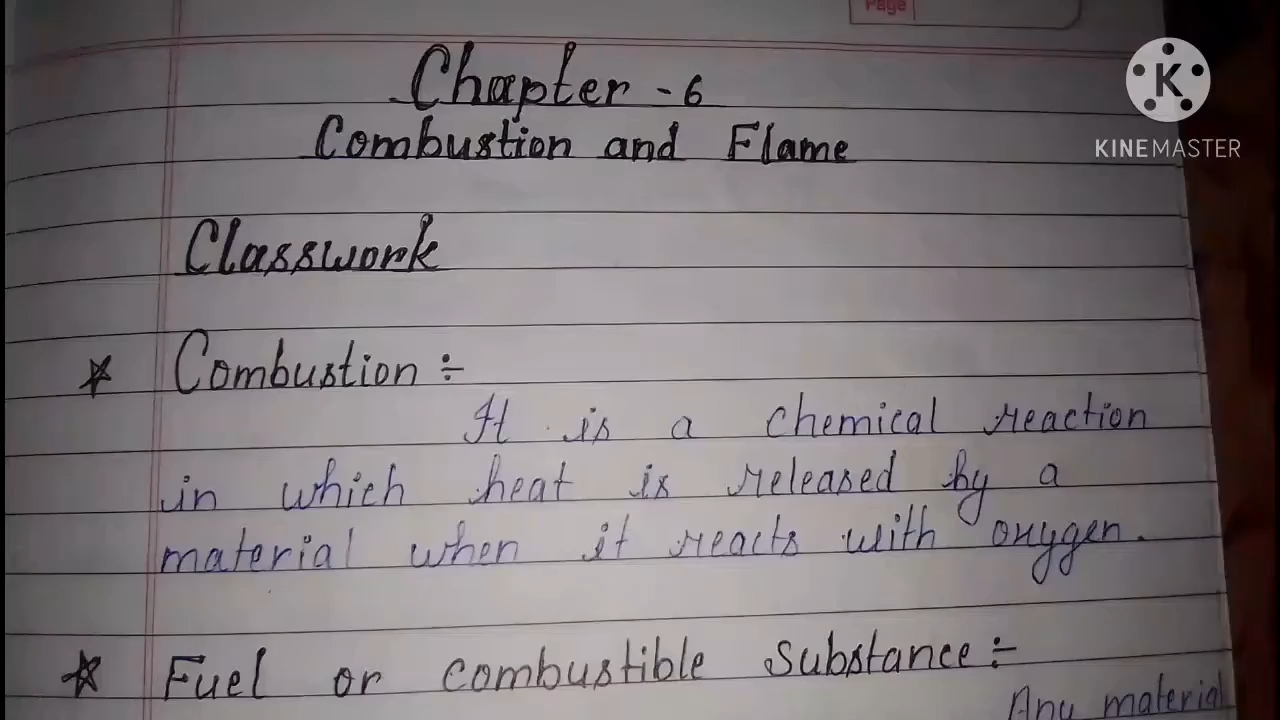 Page
K
KINEMASTER
Chapter - 6
Combustion and Flame
Classwork
☆ Combustion ÷
It is a chemical reaction
in which heat is released by a
material when it reacts with oxygen.
☆ Fuel or combustible substance ÷
Any material